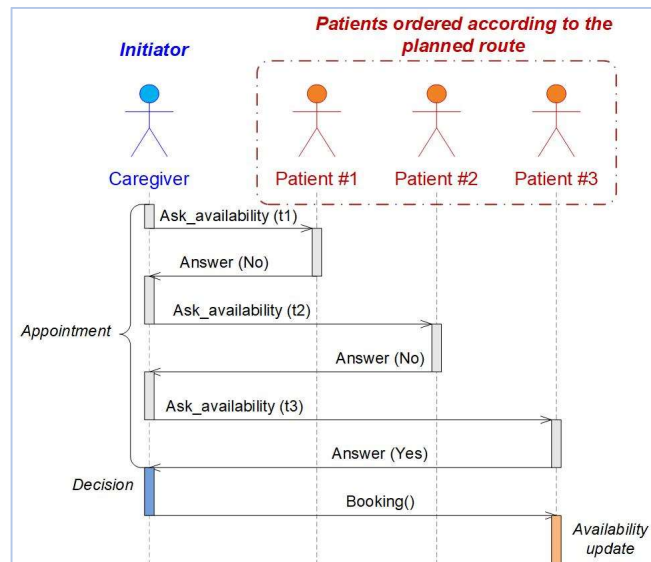 Patients ordered according to the
planned route
Initiator
Caregiver
Patient #1
Patient #2
Patient #3
Ask_availability (t1)
Answer (No)
Ask_availability (t2)
Appointment
Answer (No)
Ask_availability (t3)
Answer (Yes)
Decision
Booking()
Availability
update